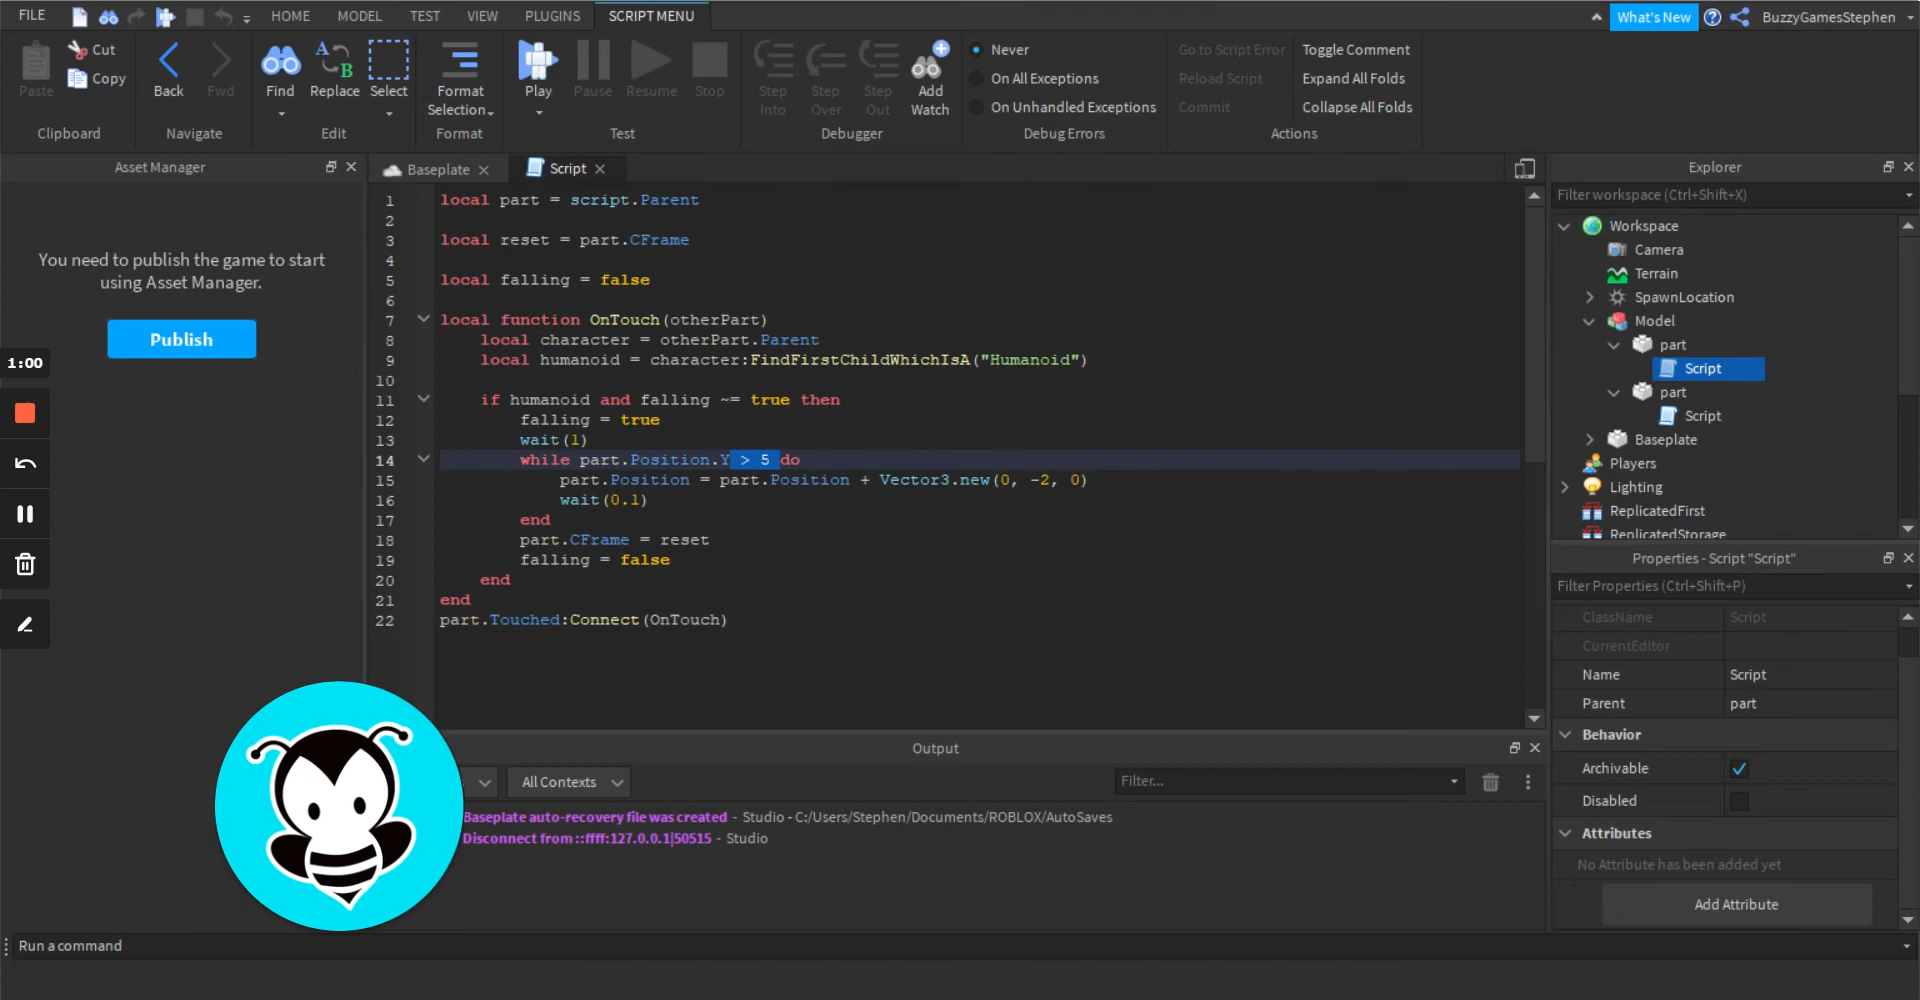 FILE
HOME
MODEL
TEST
VIEW
PLUGINS
SCRIPT MENU
What's New
BuzzyGamesStephen
Paste
Cut
Copy
Clipboard
Back
Fwd
Navigate
Find
Replace
Select
Edit
A
B
Format
Selection
Format
Play
Pause
Resume
Stop
Test
Step
Into
Step
Over
Step
Out
Add
Watch
Debugger
Never
On All Exceptions
On Unhandled Exceptions
Debug Errors
Go to Script Error
Reload Script
Commit
Toggle Comment
Expand All Folds
Collapse All Folds
Actions
Asset Manager
You need to publish the game to start
using Asset Manager.
Publish
1:00
Baseplate
Script
1 local part = script.Parent
2
3 local reset = part.CFrame
4
5 local falling = false
6
7 local function OnTouch(otherPart)
8 local character = otherPart.Parent
9 local humanoid = character:FindFirstChildWhichIsA("Humanoid")
10
11 if humanoid and falling ~= true then
12 falling = true
13 wait(1)
14 while part.Position.Y > 5 do
15 part.Position = part.Position + Vector3.new(0, -2, 0)
16 wait(0.1)
17 end
18 part.CFrame = reset
19 falling = false
20 end
21 end
22 part.Touched:Connect(OnTouch)
Output
All Contexts
Filter...
Baseplate auto-recovery file was created - Studio - C:/Users/Stephen/Documents/ROBLOX/AutoSaves
Disconnect from ::ffff:127.0.0.1|50515 - Studio
Explorer
Filter workspace (Ctrl+Shift+X)
Workspace
Camera
Terrain
SpawnLocation
Model
part
Script
part
Script
Baseplate
Players
Lighting
ReplicatedFirst
ReplicatedStorage
Properties - Script "Script"
Filter Properties (Ctrl+Shift+P)
ClassName Script
CurrentEditor
Name Script
Parent part
Behavior
Archivable
Disabled
Attributes
No Attribute has been added yet
Add Attribute
Run a command